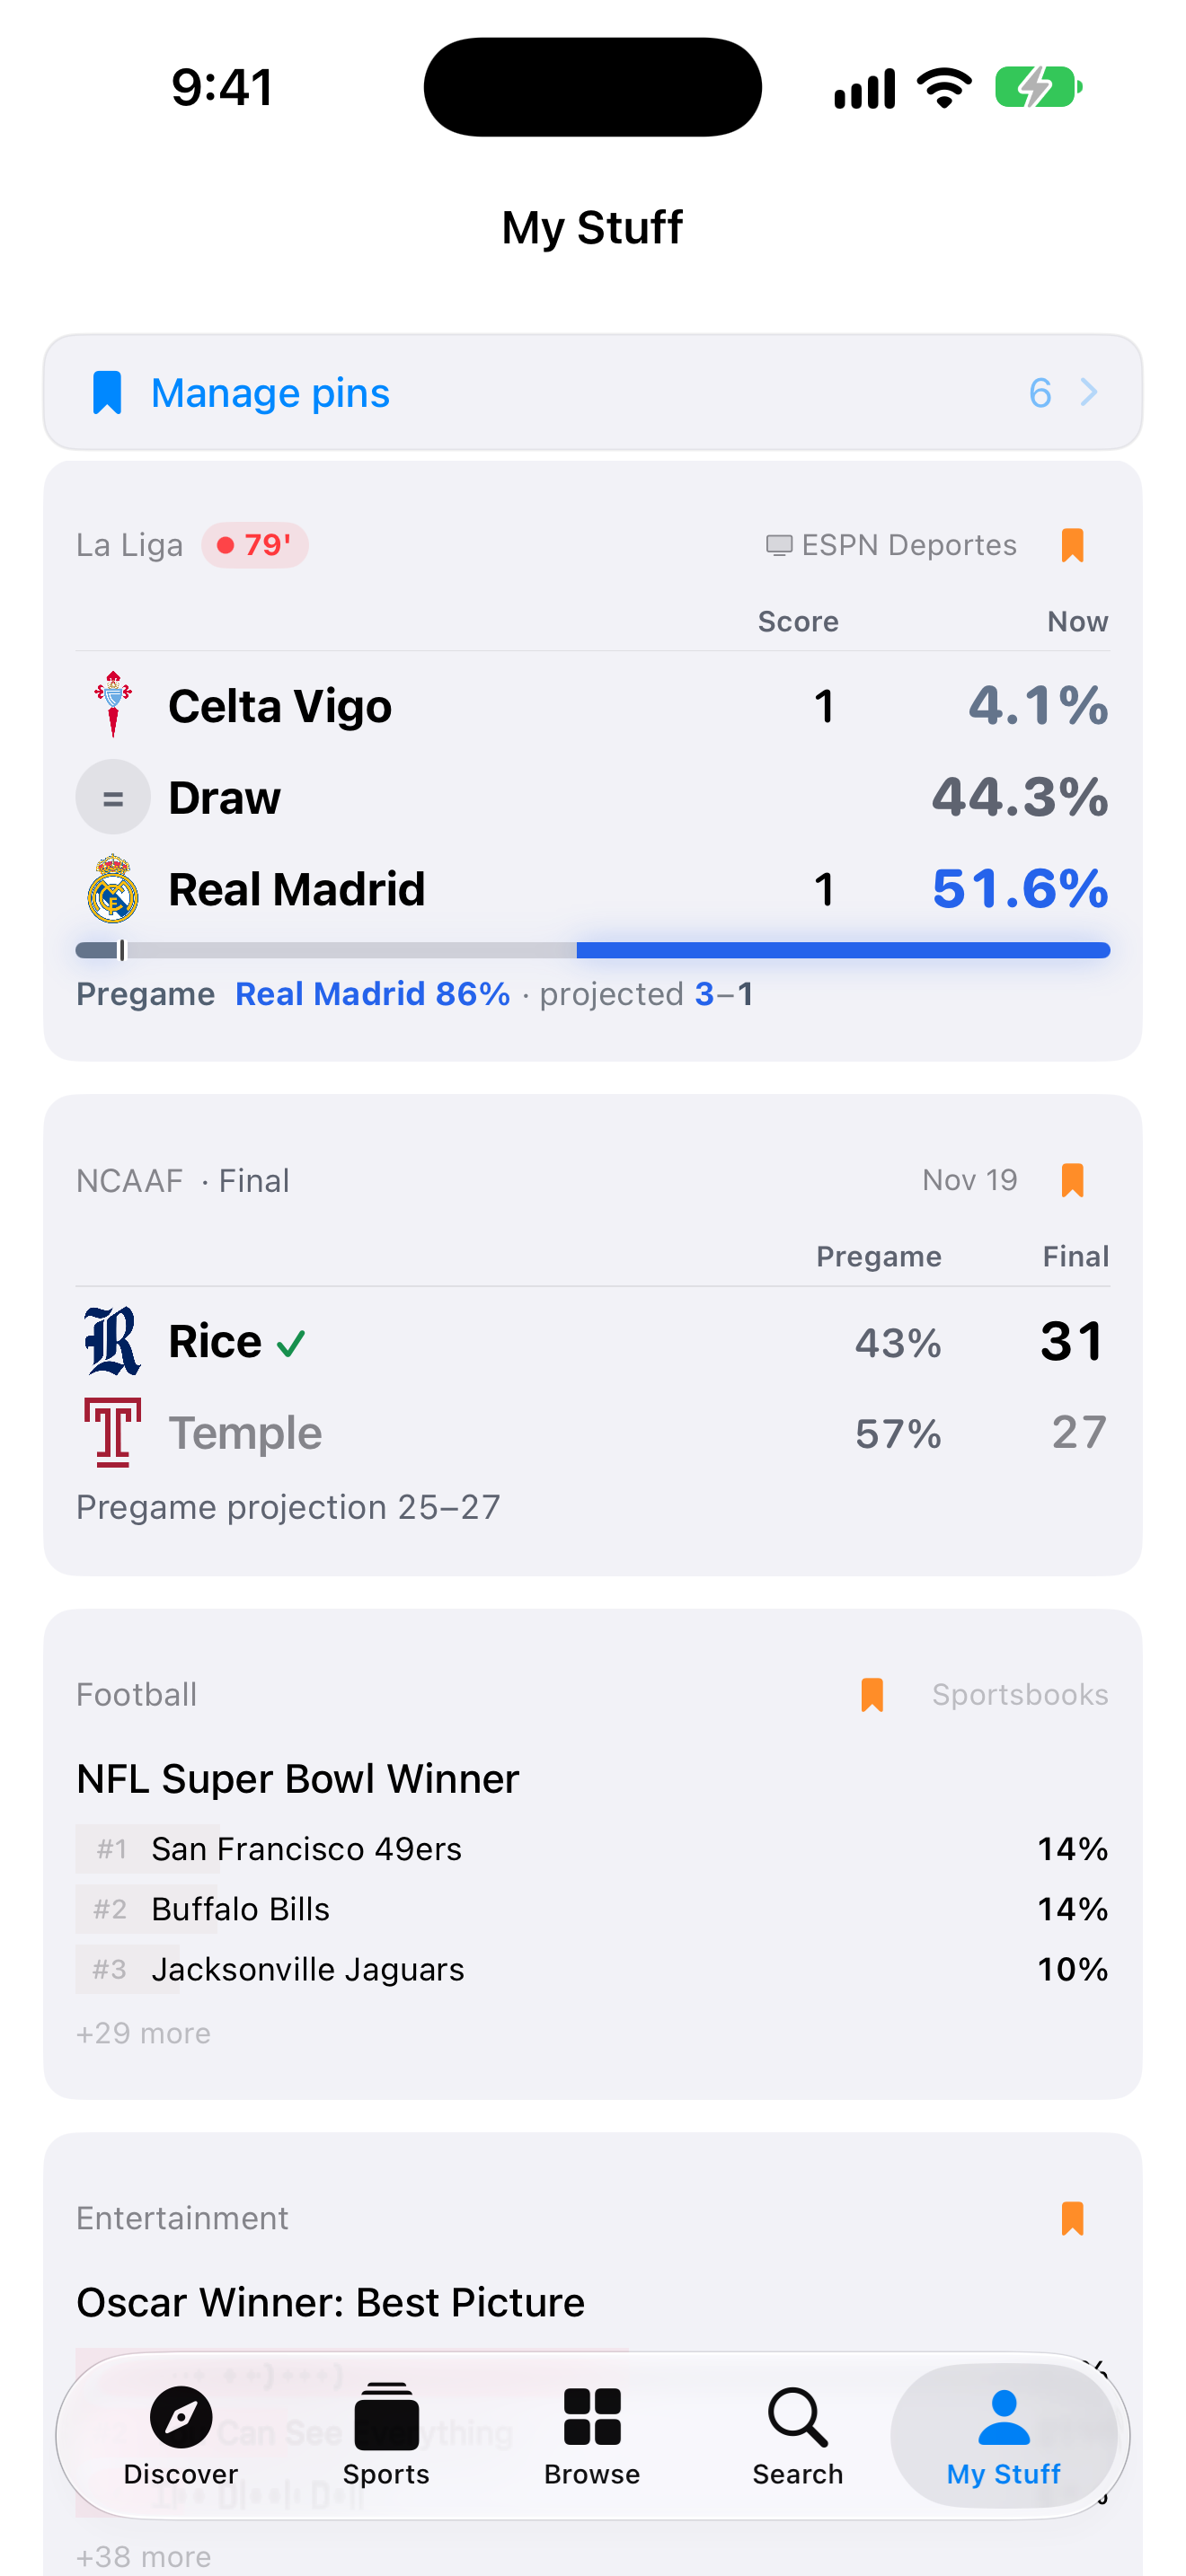 9:41
My Stuff
Manage pins 6
La Liga 79' ESPN Deportes
Score Now
Celta Vigo 1 4.1%
= Draw 44.3%
Real Madrid 1 51.6%
Pregame Real Madrid 86% · projected 3–1
NCAAF · Final Nov 19
Pregame Final
Rice 43% 31
Temple 57% 27
Pregame projection 25–27
Football Sportsbooks
NFL Super Bowl Winner
#1 San Francisco 49ers 14%
#2 Buffalo Bills 14%
#3 Jacksonville Jaguars 10%
+29 more
Entertainment
Oscar Winner: Best Picture
Can See Everything
Discover Sports Browse Search My Stuff
+38 more